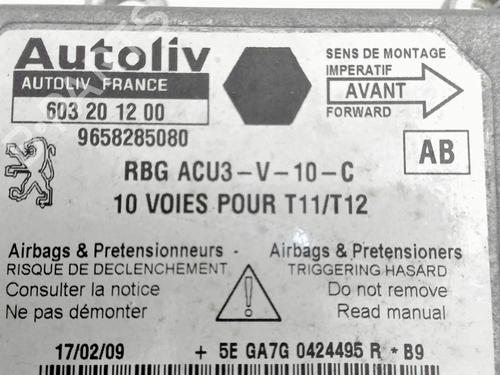 Autoliv
AUTOLIV FRANCE
603 20 12 00
9658285080
SENS DE MONTAGE
IMPERATIF
AVANT
FORWARD
AB
RBG ACU3-V-10-C
10 VOIES POUR T11/T12
Airbags & Pretensionneurs - Airbags & Pretensioners
RISQUE DE DECLENCHEMENT
TRIGGERING HASARD
Consulter la notice
Do not remove
Ne pas démonter
Read manual
17/02/09 + 5E GA7G 0424495 R * B9